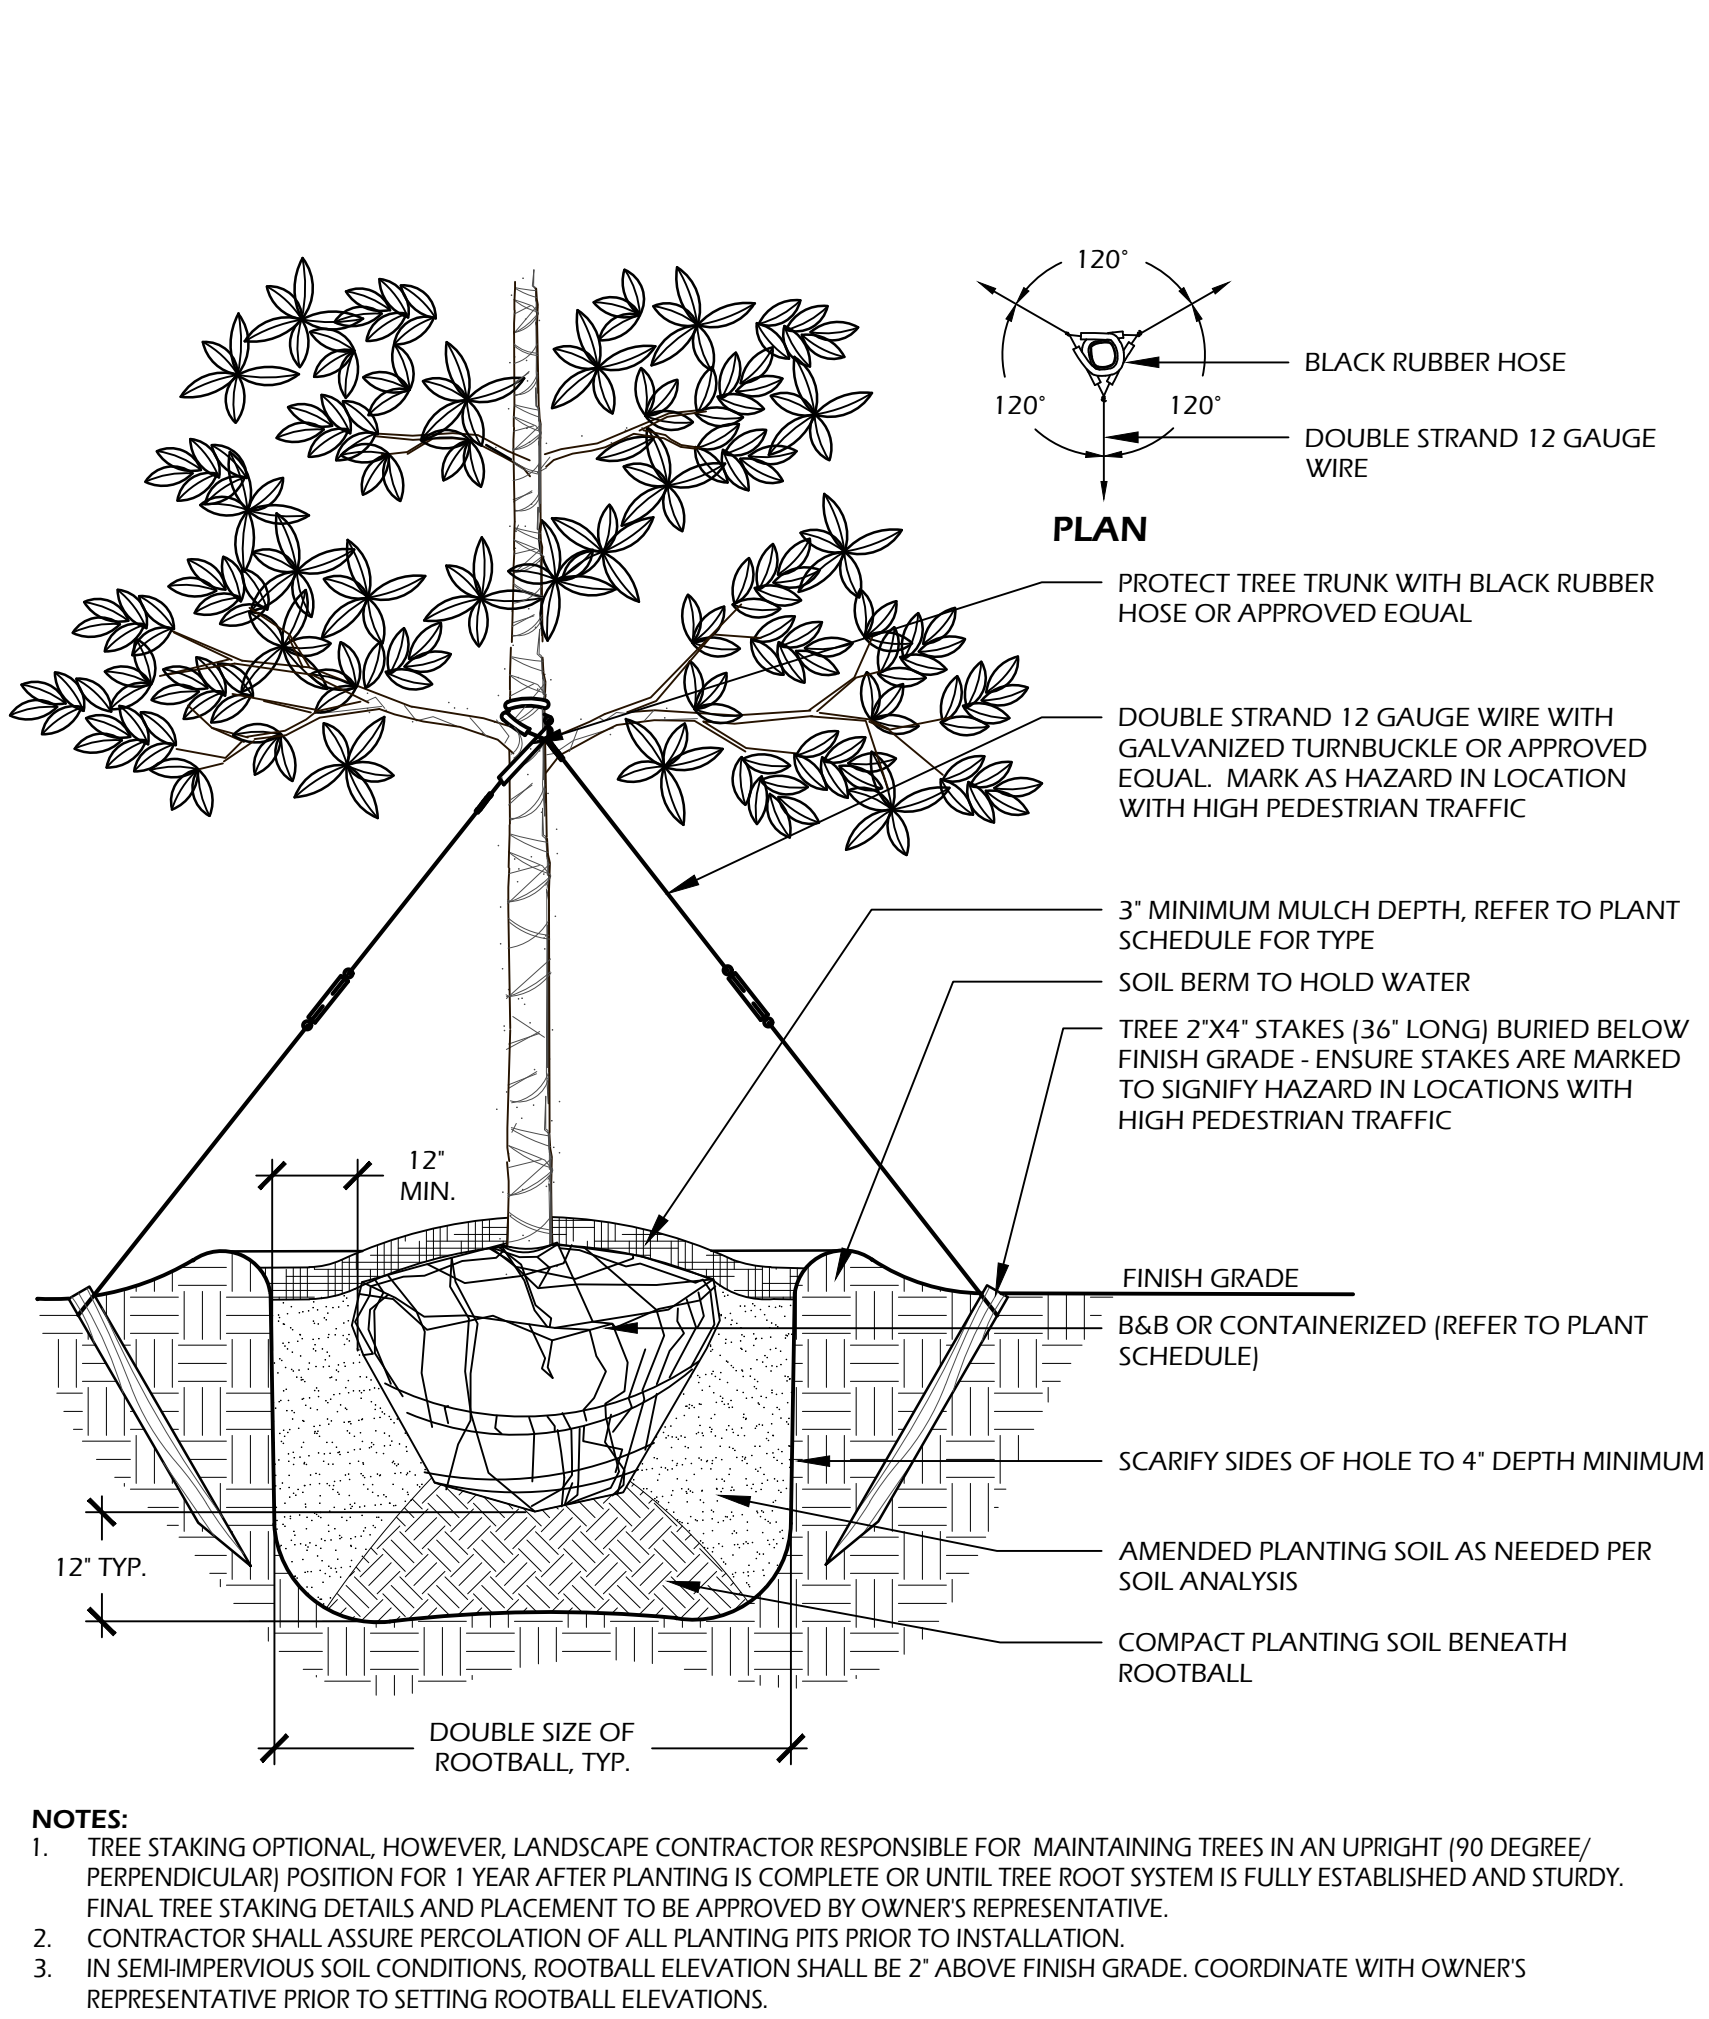 120°
BLACK RUBBER HOSE
120°
120°
DOUBLE STRAND 12 GAUGE
WIRE
PLAN
PROTECT TREE TRUNK WITH BLACK RUBBER
HOSE OR APPROVED EQUAL
DOUBLE STRAND 12 GAUGE WIRE WITH
GALVANIZED TURNBUCKLE OR APPROVED
EQUAL.  MARK AS HAZARD IN LOCATION
WITH HIGH PEDESTRIAN TRAFFIC
3" MINIMUM MULCH DEPTH, REFER TO PLANT
SCHEDULE FOR TYPE
SOIL BERM TO HOLD WATER
TREE 2"X4" STAKES (36" LONG) BURIED BELOW
FINISH GRADE - ENSURE STAKES ARE MARKED
TO SIGNIFY HAZARD IN LOCATIONS WITH
HIGH PEDESTRIAN TRAFFIC
12"
MIN.
FINISH GRADE
B&B OR CONTAINERIZED (REFER TO PLANT
SCHEDULE)
SCARIFY SIDES OF HOLE TO 4" DEPTH MINIMUM
12" TYP.
AMENDED PLANTING SOIL AS NEEDED PER
SOIL ANALYSIS
COMPACT PLANTING SOIL BENEATH
ROOTBALL
DOUBLE SIZE OF
ROOTBALL, TYP.
NOTES:
1. TREE STAKING OPTIONAL, HOWEVER, LANDSCAPE CONTRACTOR RESPONSIBLE FOR  MAINTAINING TREES IN AN UPRIGHT (90 DEGREE/
PERPENDICULAR) POSITION FOR 1 YEAR AFTER PLANTING IS COMPLETE OR UNTIL TREE ROOT SYSTEM IS FULLY ESTABLISHED AND STURDY.
FINAL TREE STAKING DETAILS AND PLACEMENT TO BE APPROVED BY OWNER'S REPRESENTATIVE.
2. CONTRACTOR SHALL ASSURE PERCOLATION OF ALL PLANTING PITS PRIOR TO INSTALLATION.
3. IN SEMI-IMPERVIOUS SOIL CONDITIONS, ROOTBALL ELEVATION SHALL BE 2" ABOVE FINISH GRADE. COORDINATE WITH OWNER'S
REPRESENTATIVE PRIOR TO SETTING ROOTBALL ELEVATIONS.